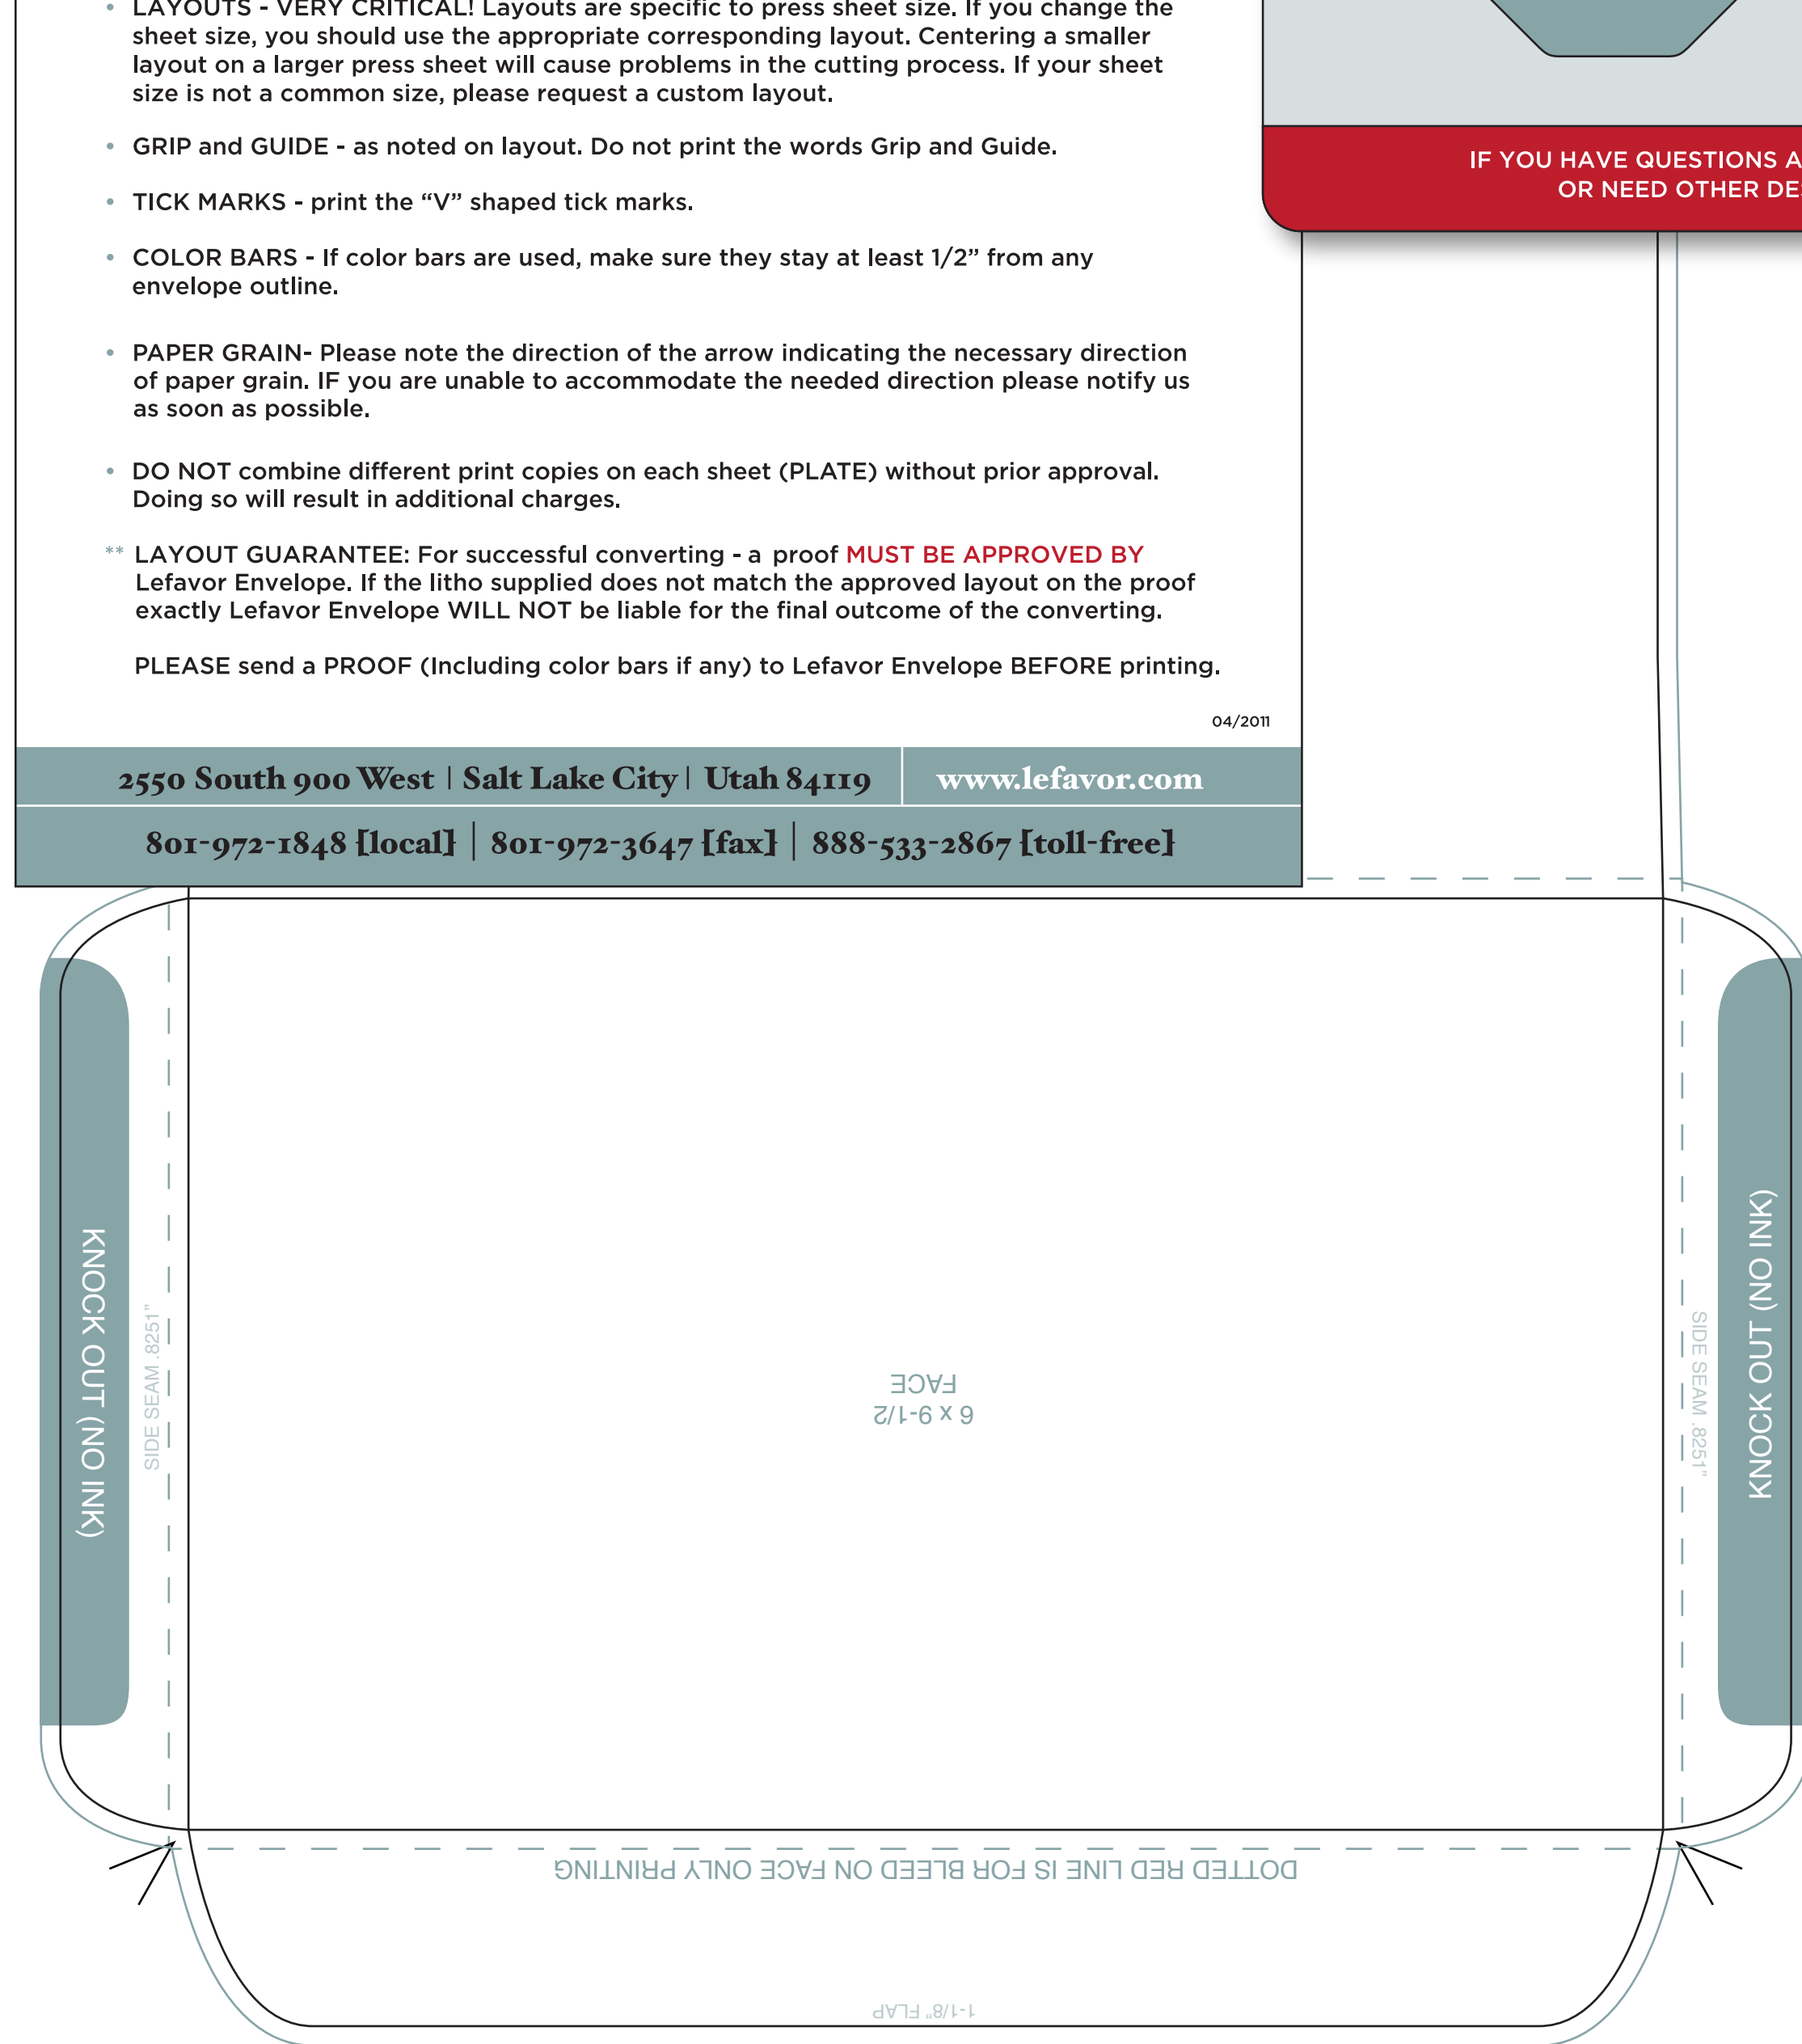 • LAYOUTS - VERY CRITICAL! Layouts are specific to press sheet size. If you change the
sheet size, you should use the appropriate corresponding layout. Centering a smaller
layout on a larger press sheet will cause problems in the cutting process. If your sheet
size is not a common size, please request a custom layout.
• GRIP and GUIDE - as noted on layout. Do not print the words Grip and Guide.
• TICK MARKS - print the “V” shaped tick marks.
• COLOR BARS - If color bars are used, make sure they stay at least 1/2” from any
envelope outline.
• PAPER GRAIN- Please note the direction of the arrow indicating the necessary direction
of paper grain. IF you are unable to accommodate the needed direction please notify us
as soon as possible.
• DO NOT combine different print copies on each sheet (PLATE) without prior approval.
Doing so will result in additional charges.
** LAYOUT GUARANTEE: For successful converting - a proof MUST BE APPROVED BY
Lefavor Envelope. If the litho supplied does not match the approved layout on the proof
exactly Lefavor Envelope WILL NOT be liable for the final outcome of the converting.
PLEASE send a PROOF (Including color bars if any) to Lefavor Envelope BEFORE printing.
04/2011
2550 South 900 West | Salt Lake City | Utah 84119
www.lefavor.com
801-972-1848 [local] | 801-972-3647 [fax] | 888-533-2867 [toll-free]
IF YOU HAVE QUESTIONS
OR NEED OTHER
KNOCK OUT (NO INK)
SIDE SEAM .8251”
6 x 9-1/2
FACE
SIDE SEAM .8251”
KNOCK OUT (NO INK)
DOTTED RED LINE IS FOR BLEED ON FACE ONLY PRINTING
1-1/8” FLAP